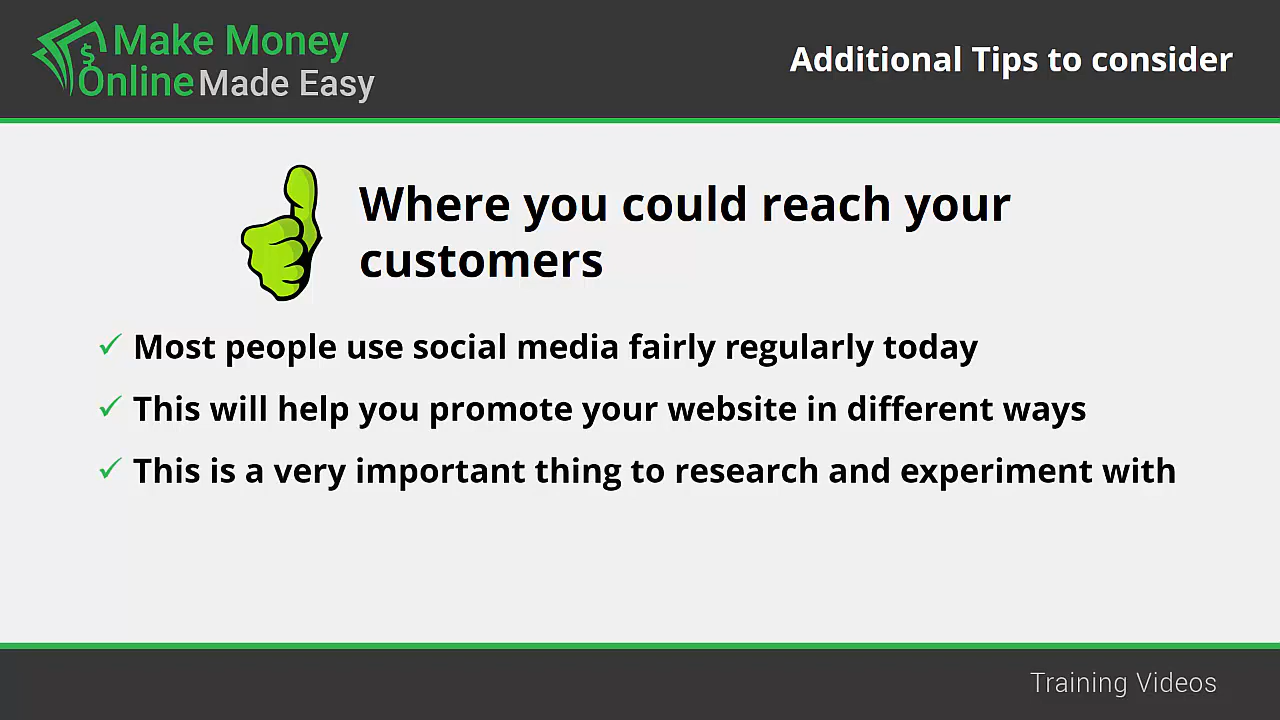 Make Money
Online Made Easy
Additional Tips to consider
$
Where you could reach your
customers
✓ Most people use social media fairly regularly today
✓ This will help you promote your website in different ways
✓ This is a very important thing to research and experiment with
Training Videos